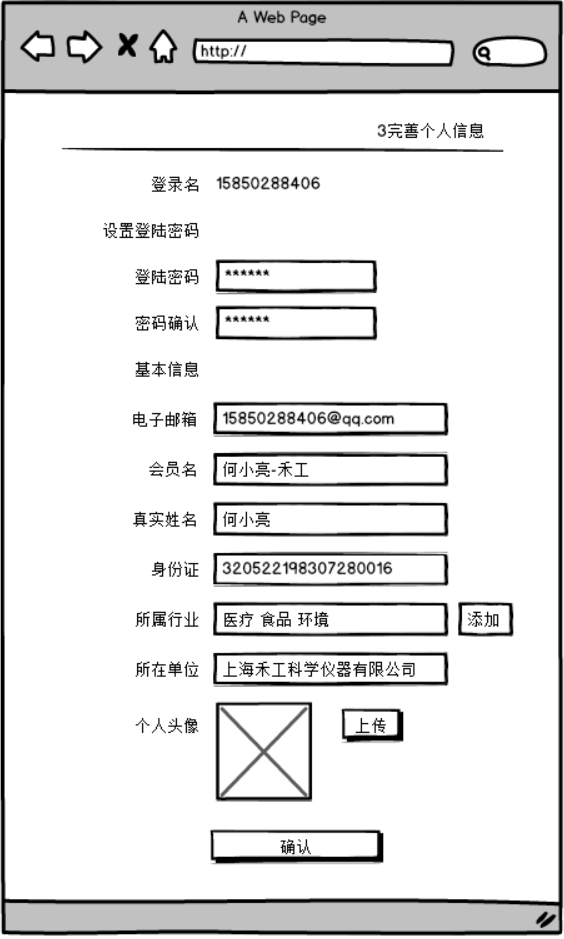 A Web Page
http://
3完善个人信息
登录名 15850288406
设置登陆密码
登陆密码 ******
密码确认 ******
基本信息
电子邮箱 15850288406@qq.com
会员名 何小亮-禾工
真实姓名 何小亮
身份证 320522198307280016
所属行业 医疗 食品 环境 添加
所在单位 上海禾工科学仪器有限公司
个人头像 上传
确认